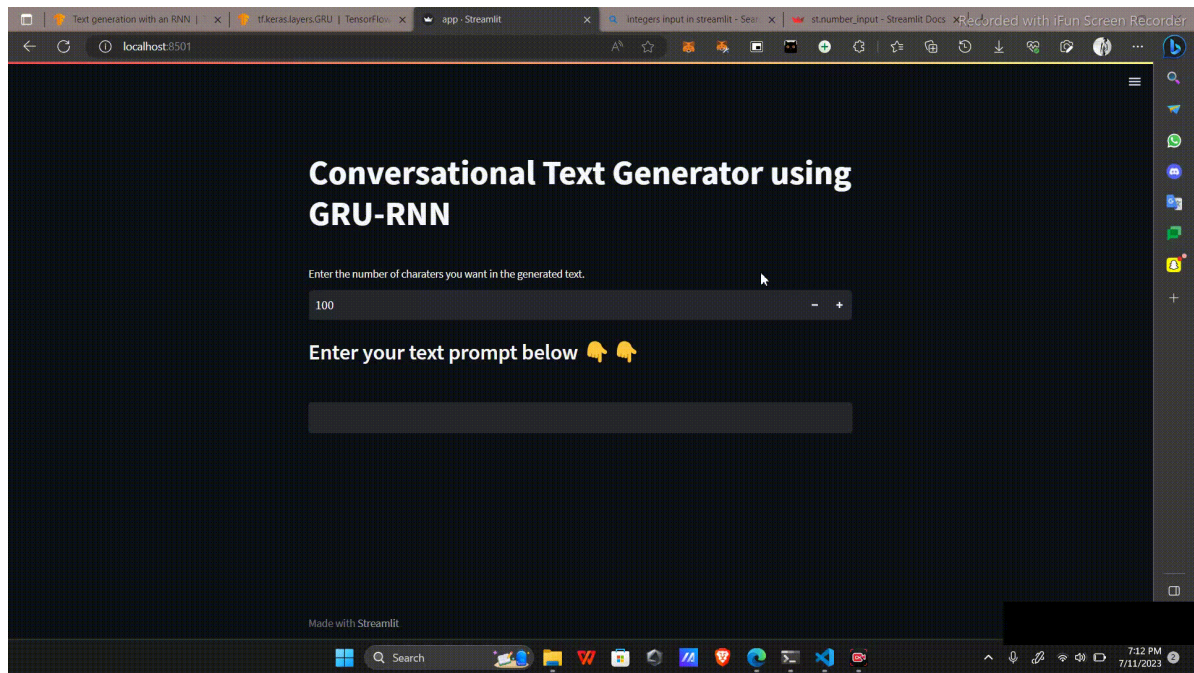 Text generation with an RNN |
tf.keras.layers.GRU | TensorFlow
app · Streamlit
integers input in streamlit - Sear
st.number_input - Streamlit Docs
Recorded with iFun Screen Recorder
localhost:8501
Conversational Text Generator using
GRU-RNN
Enter the number of charaters you want in the generated text.
100
Enter your text prompt below 👇 👇
Made with Streamlit
Search
7:12 PM
7/11/2023
2